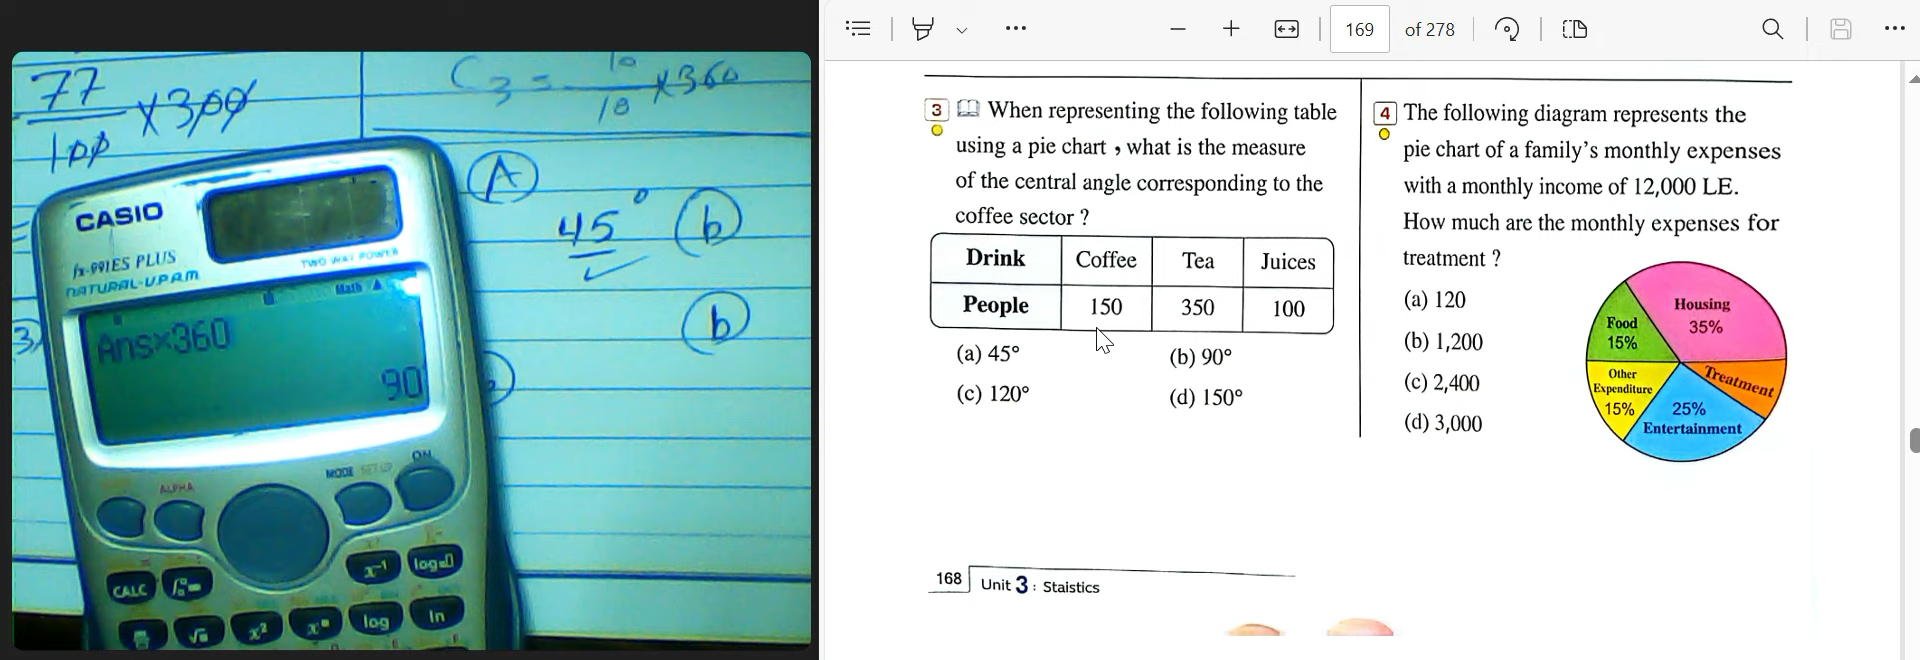 77
100 × 300
C3 = 10
18 × 360
A
45° b
b
3)
CASIO
fx-991ES PLUS
NATURAL-V.P.A.M.
TWO WAY POWER
Math ▲
Ans×360
90
MODE SETUP
ON
ALPHA
CALC
x⁻¹
log
√
x²
log
ln
169 of 278
3 When representing the following table
using a pie chart , what is the measure
of the central angle corresponding to the
coffee sector ?
Drink Coffee Tea Juices
People 150 350 100
(a) 45° (b) 90°
(c) 120° (d) 150°
4 The following diagram represents the
pie chart of a family's monthly expenses
with a monthly income of 12,000 LE.
How much are the monthly expenses for
treatment ?
(a) 120
(b) 1,200
(c) 2,400
(d) 3,000
Housing
35%
Food
15%
Treatment
Other
Expenditure
15%
25%
Entertainment
168 Unit 3 : Staistics